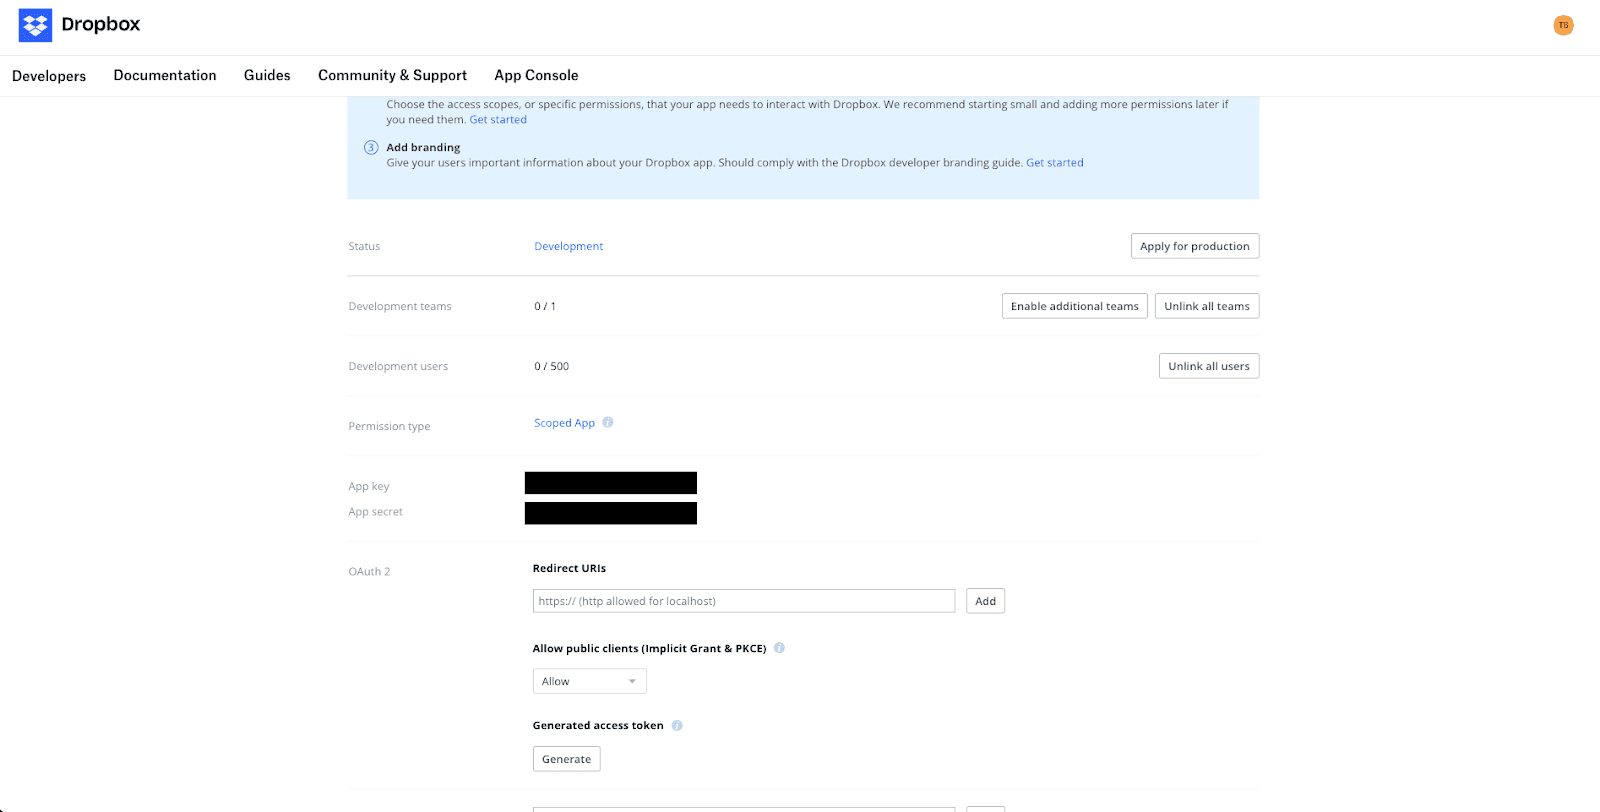 Dropbox
TB
Developers Documentation Guides Community & Support App Console
Choose the access scopes, or specific permissions, that your app needs to interact with Dropbox. We recommend starting small and adding more permissions later if
you need them. Get started
3 Add branding
Give your users important information about your Dropbox app. Should comply with the Dropbox developer branding guide. Get started
Status Development Apply for production
Development teams 0 / 1 Enable additional teams Unlink all teams
Development users 0 / 500 Unlink all users
Permission type Scoped App i
App key
App secret
OAuth 2 Redirect URIs
https:// (http allowed for localhost) Add
Allow public clients (Implicit Grant & PKCE) i
Allow
Generated access token i
Generate